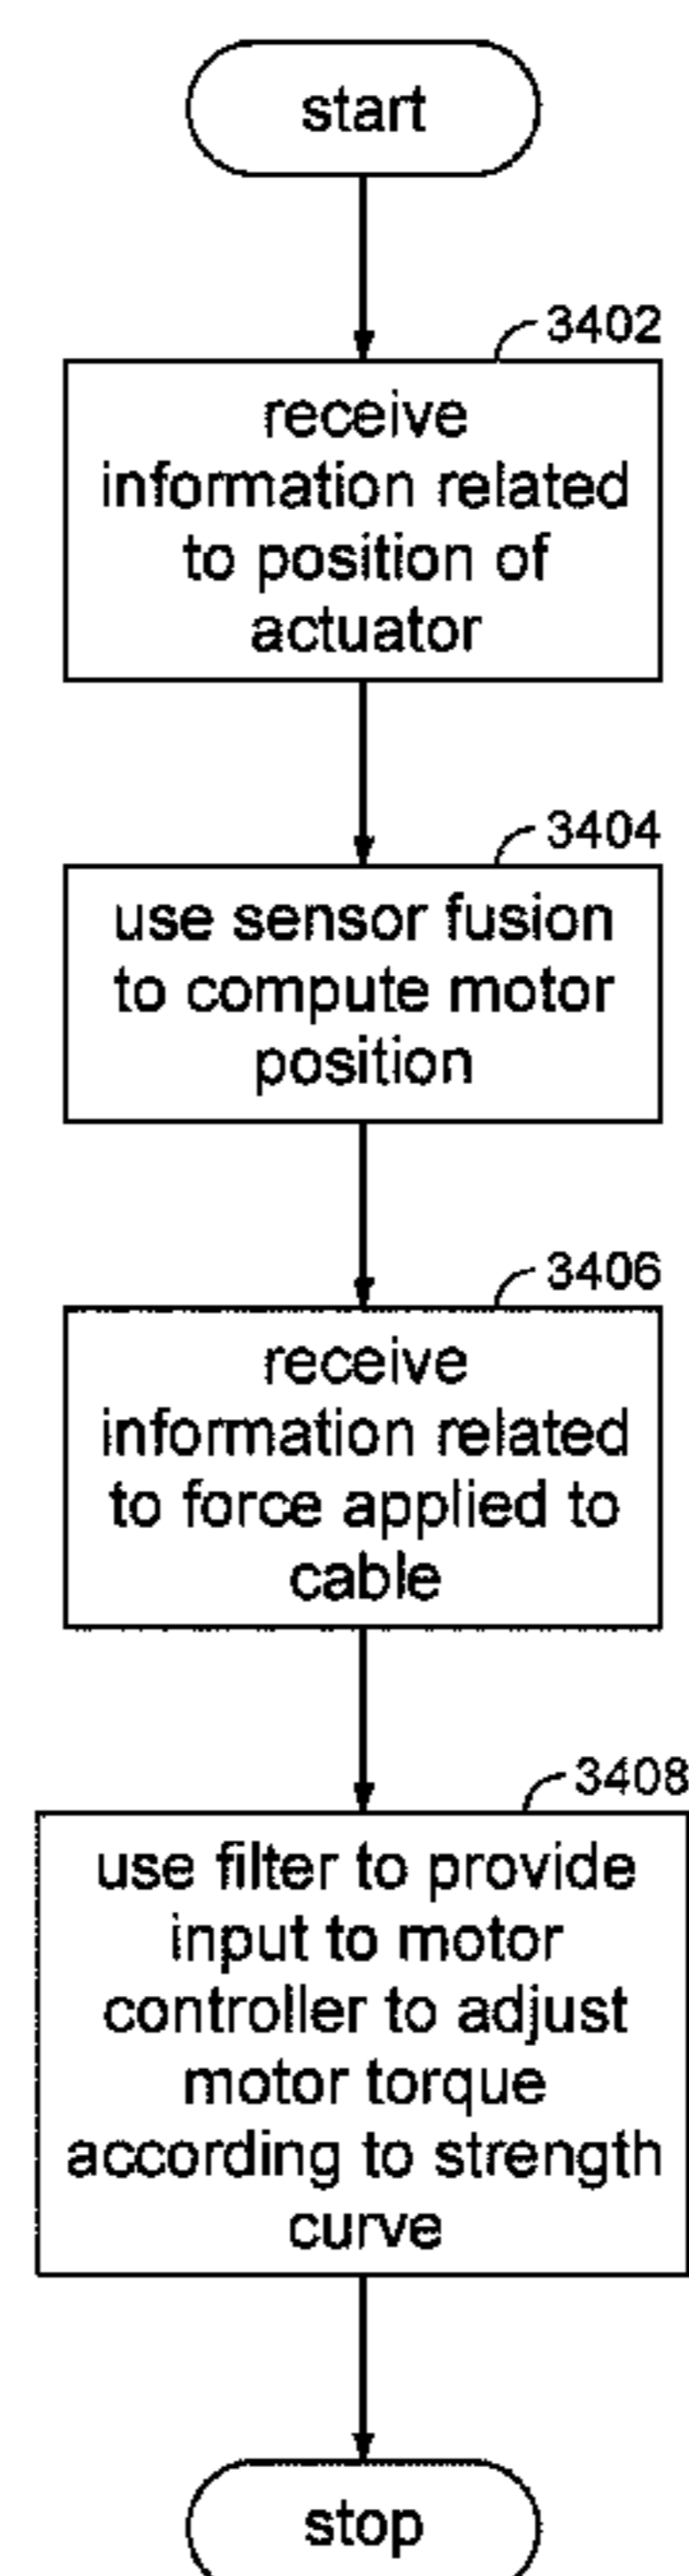 start
3402
receive
information related
to position of
actuator
3404
use sensor fusion
to compute motor
position
3406
receive
information related
to force applied to
cable
3408
use filter to provide
input to motor
controller to adjust
motor torque
according to strength
curve
stop